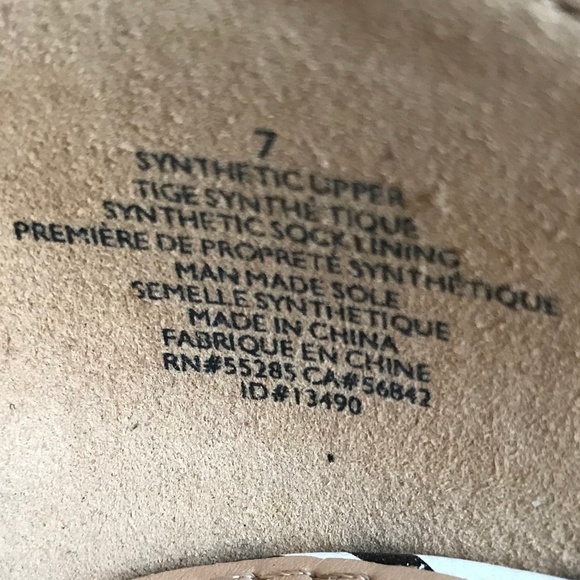 7
SYNTHETIC UPPER
TIGE SYNTHÉTIQUE
SYNTHETIC SOCK LINING
PREMIÈRE DE PROPRETÉ SYNTHÉTIQUE
MAN MADE SOLE
SEMELLE SYNTHETIQUE
MADE IN CHINA
FABRIQUE EN CHINE
RN#55285 CA#56842
ID#13490